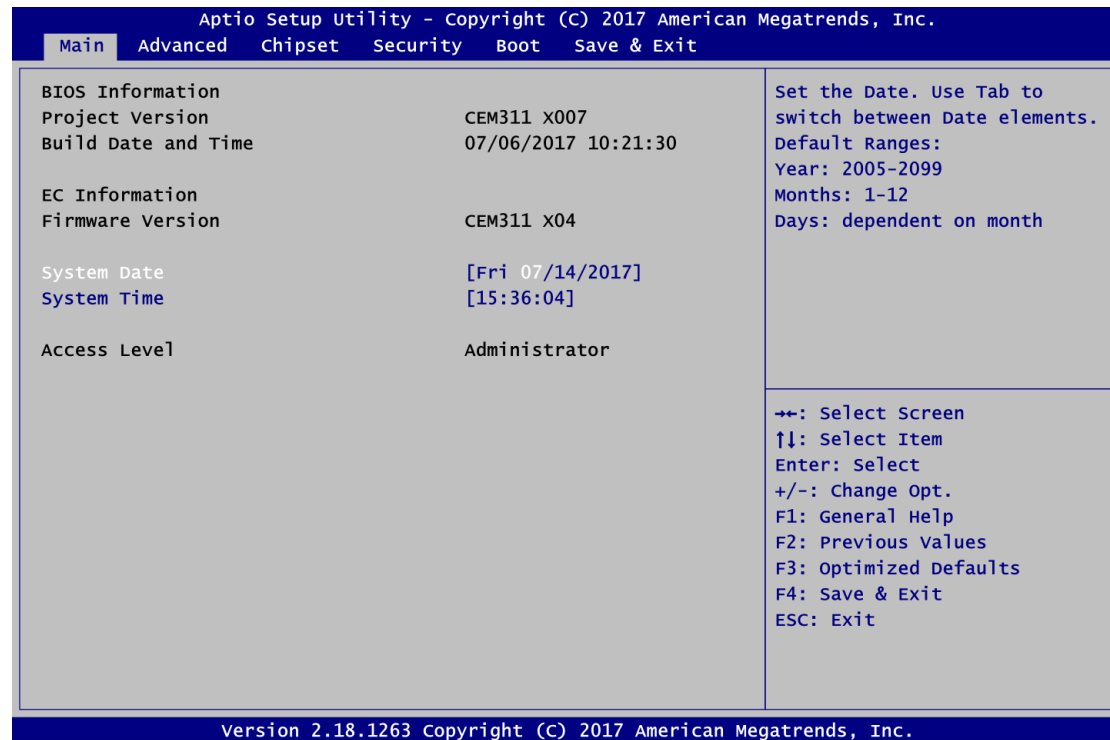 Aptio Setup Utility - Copyright (C) 2017 American Megatrends, Inc.
Main Advanced Chipset Security Boot Save & Exit
BIOS Information
Project Version CEM311 X007
Build Date and Time 07/06/2017 10:21:30
EC Information
Firmware Version CEM311 X04
System Date [Fri 07/14/2017]
System Time [15:36:04]
Access Level Administrator
Set the Date. Use Tab to
switch between Date elements.
Default Ranges:
Year: 2005-2099
Months: 1-12
Days: dependent on month
→←: Select Screen
↑↓: Select Item
Enter: Select
+/-: Change Opt.
F1: General Help
F2: Previous Values
F3: Optimized Defaults
F4: Save & Exit
ESC: Exit
Version 2.18.1263 Copyright (C) 2017 American Megatrends, Inc.